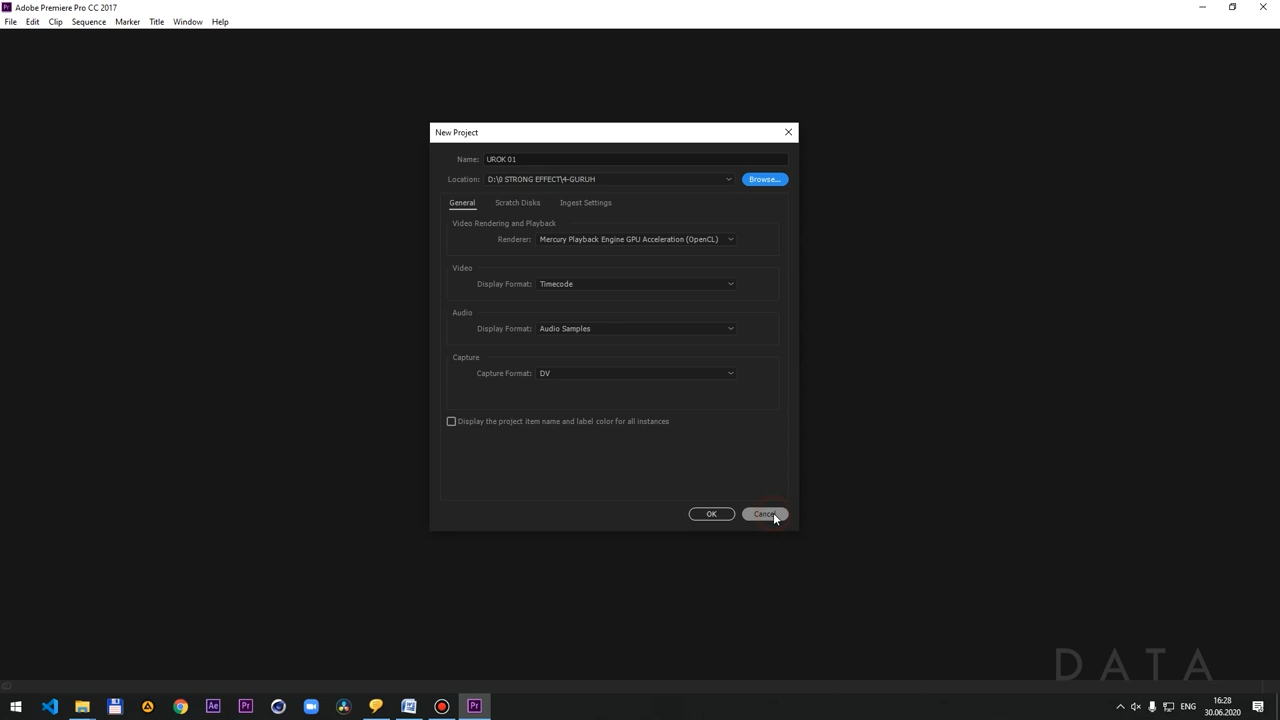 Adobe Premiere Pro CC 2017
File Edit Clip Sequence Marker Title Window Help
New Project
Name: UROK 01
Location: D:\0 STRONG EFFECT\4-GURUH Browse...
General Scratch Disks Ingest Settings
Video Rendering and Playback
Renderer: Mercury Playback Engine GPU Acceleration (OpenCL)
Video
Display Format: Timecode
Audio
Display Format: Audio Samples
Capture
Capture Format: DV
Display the project item name and label color for all instances
OK Cancel
DATA
ENG 16:28
30.06.2020